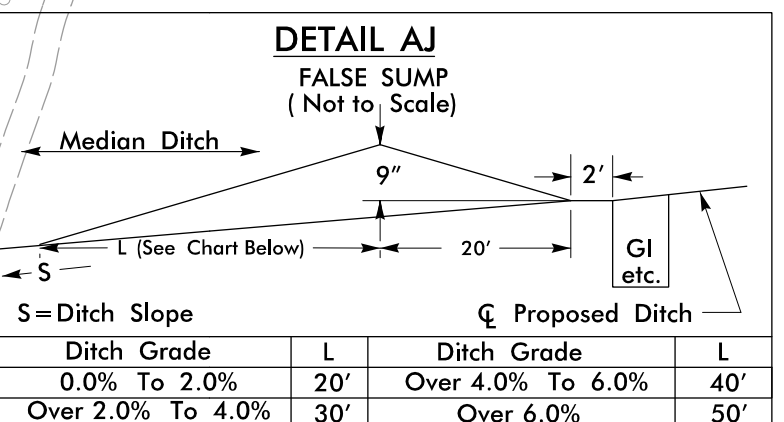 DETAIL AJ
FALSE SUMP
( Not to Scale)
Median Ditch
9"
2'
L (See Chart Below)
20'
GI
etc.
S
S=Ditch Slope
℄ Proposed Ditch
Ditch Grade L Ditch Grade L
0.0% To 2.0% 20' Over 4.0% To 6.0% 40'
Over 2.0% To 4.0% 30' Over 6.0% 50'